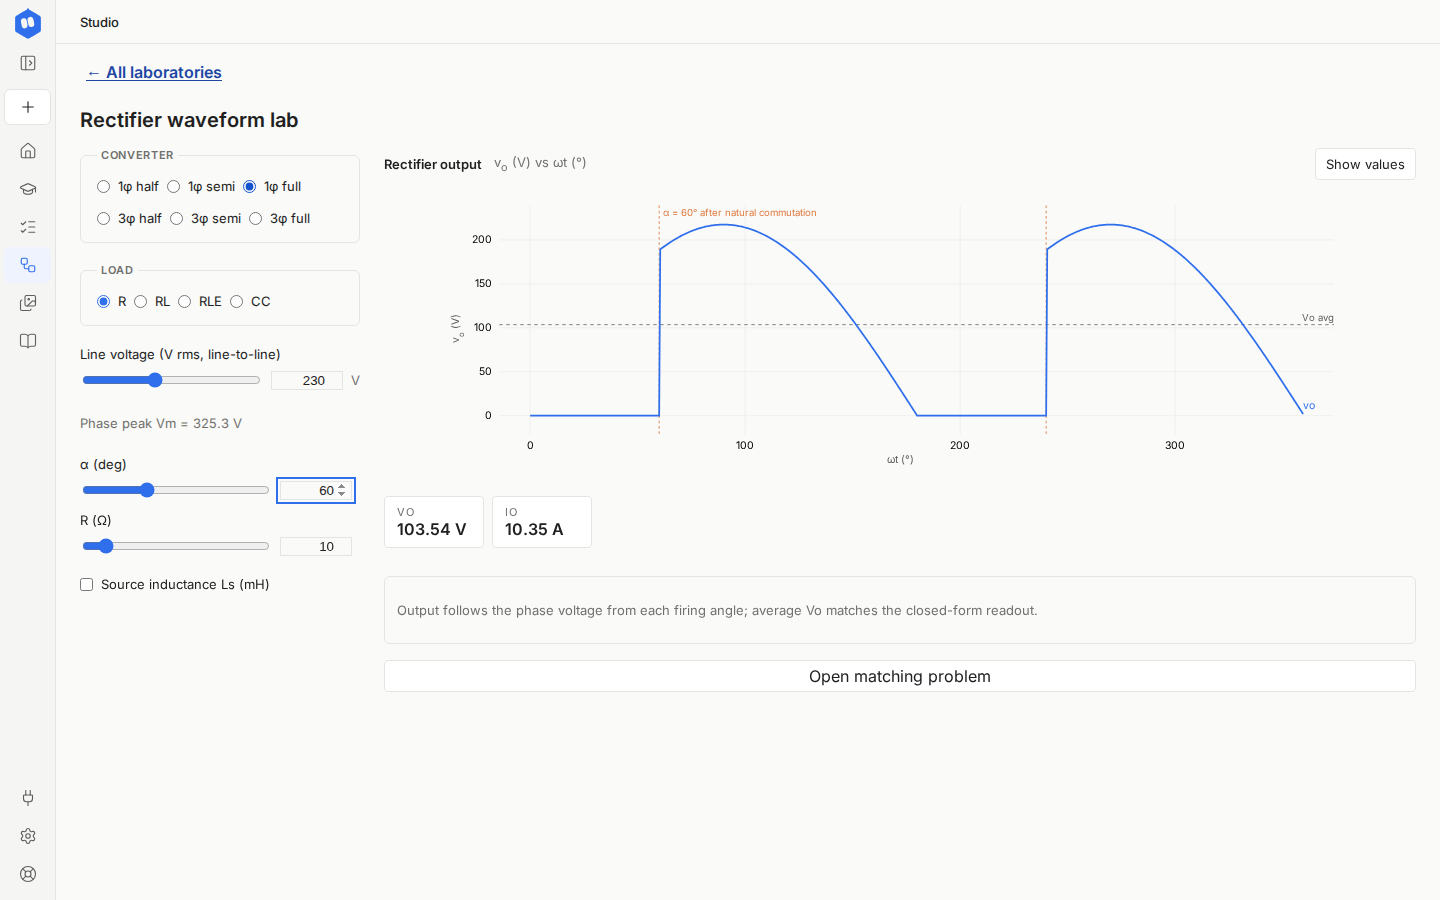 Studio
← All laboratories
Rectifier waveform lab
CONVERTER
1φ half 1φ semi 1φ full
3φ half 3φ semi 3φ full
LOAD
R RL RLE CC
Line voltage (V rms, line-to-line)
230 V
Phase peak Vm = 325.3 V
α (deg)
60
R (Ω)
10
Source inductance Ls (mH)
Rectifier output vo (V) vs ωt (°)
Show values
α = 60° after natural commutation
200
150
100
50
0
vo (V)
Vo avg
vo
0 100 200 300
ωt (°)
VO
103.54 V
IO
10.35 A
Output follows the phase voltage from each firing angle; average Vo matches the closed-form readout.
Open matching problem